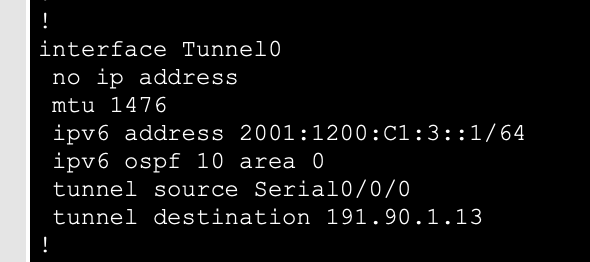 !
interface Tunnel0
no ip address
mtu 1476
ipv6 address 2001:1200:C1:3::1/64
ipv6 ospf 10 area 0
tunnel source Serial0/0/0
tunnel destination 191.90.1.13
!